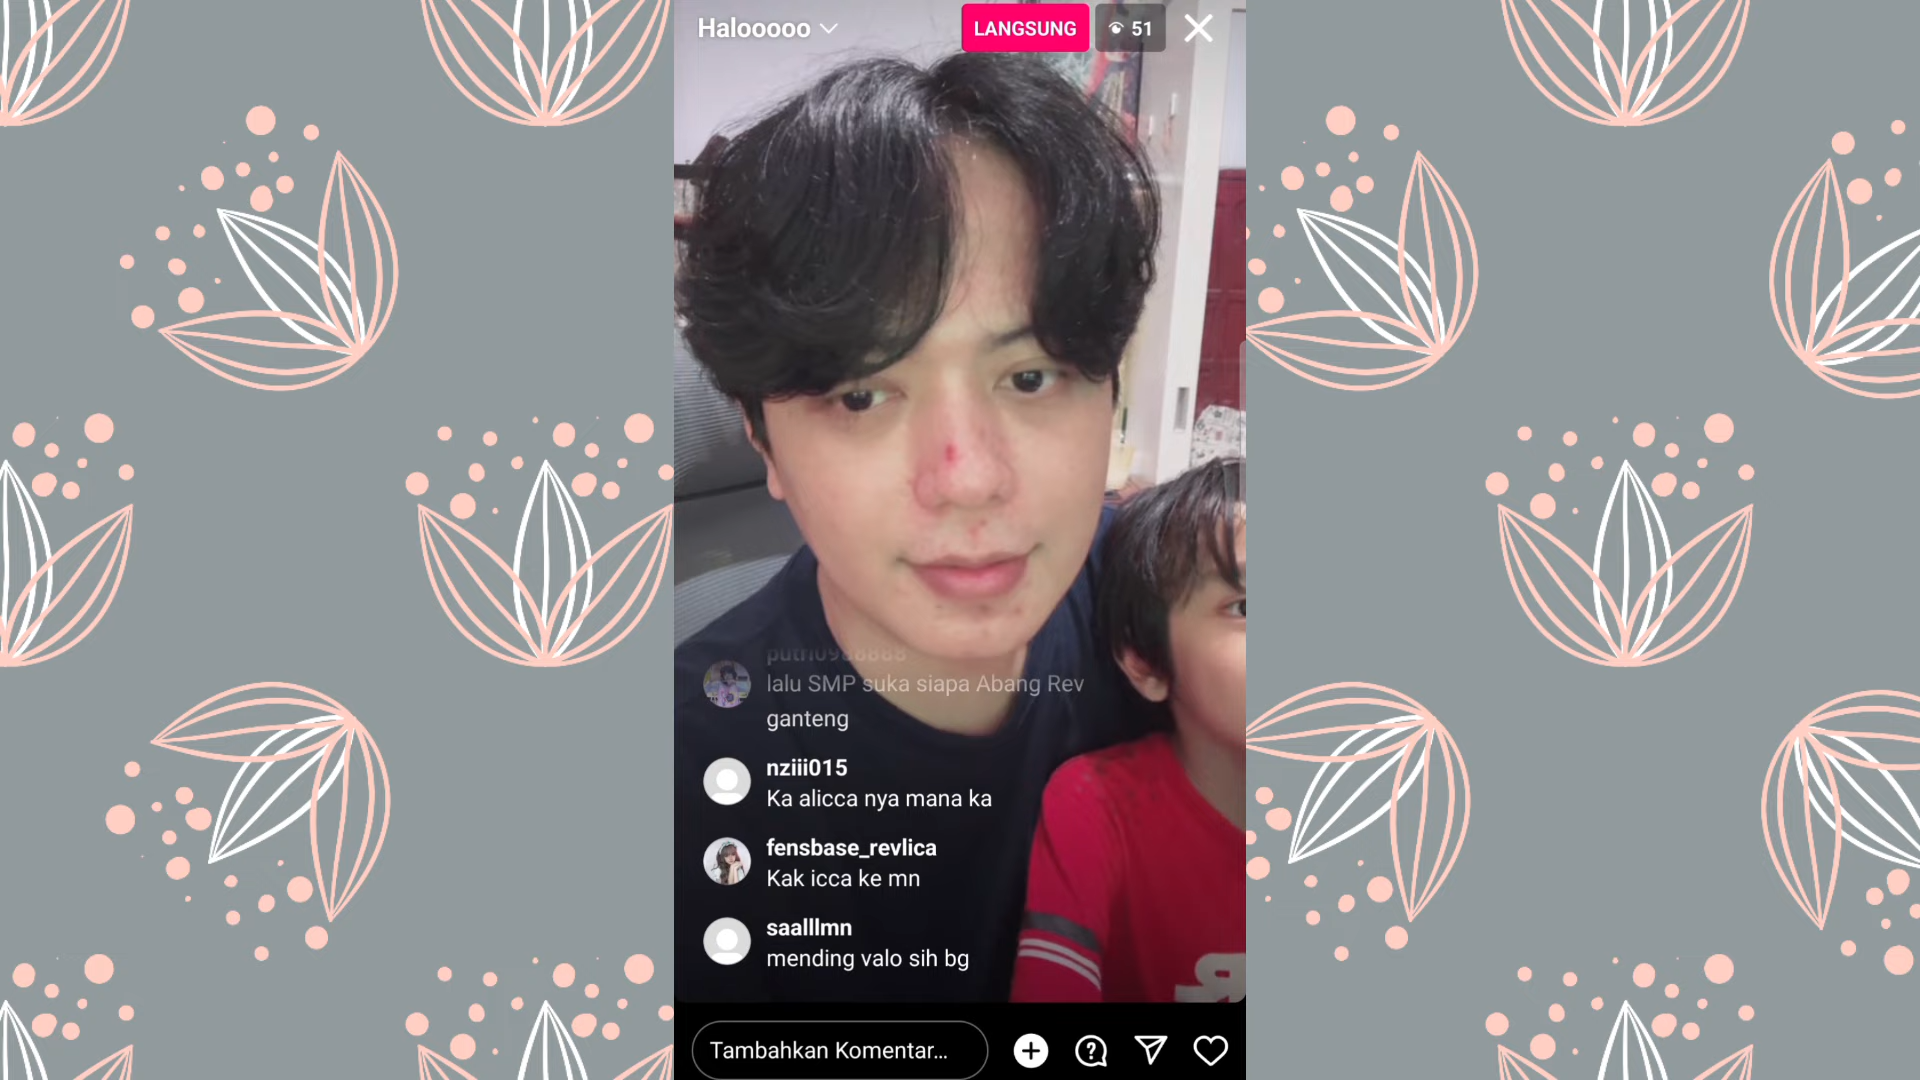 Halooooo
LANGSUNG
51
lalu SMP suka siapa Abang Rev
ganteng
nziii015
Ka alicca nya mana ka
fensbase_revlica
Kak icca ke mn
saalllmn
mending valo sih bg
Tambahkan Komentar...